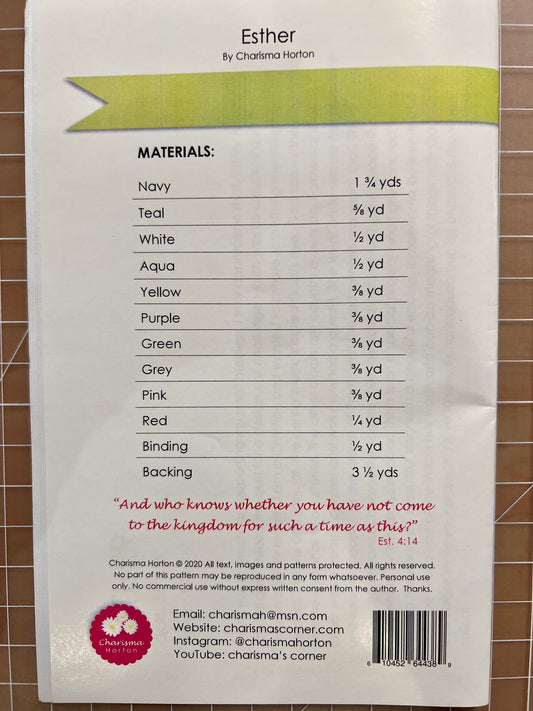 Esther
By Charisma Horton
MATERIALS:
Navy 1 ¾ yds
Teal ⅝ yd
White ½ yd
Aqua ½ yd
Yellow ⅜ yd
Purple ⅜ yd
Green ⅜ yd
Grey ⅜ yd
Pink ⅜ yd
Red ¼ yd
Binding ½ yd
Backing 3 ½ yds
“And who knows whether you have not come
to the kingdom for such a time as this?”
Est. 4:14
Charisma Horton © 2020 All text, images and patterns protected. All rights reserved.
No part of this pattern may be reproduced in any form whatsoever. Personal use
only. No commercial use without express written consent from the author. Thanks.
Charisma
Horton
Email: charismah@msn.com
Website: charismascorner.com
Instagram: @charismahorton
YouTube: charisma's corner
6 10452 64438 9